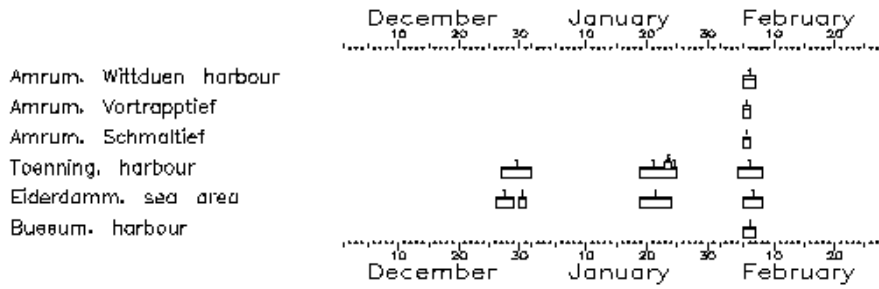 December January February
10 20 30 10 20 30 10 20
Amrum. Wittduen harbour
Amrum. Vortrapptief
Amrum. Schmaltief
Toenning. harbour
Eiderdamm. sea area
Buesum. harbour
10 20 30 10 20 30 10 20
December January February